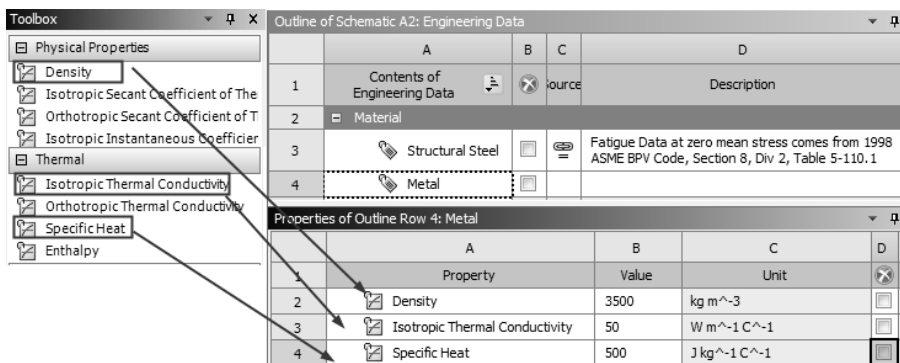 Toolbox
Physical Properties
Density
Isotropic Secant Coefficient of The
Orthotropic Secant Coefficient of T
Isotropic Instantaneous Coefficier
Thermal
Isotropic Thermal Conductivity
Orthotropic Thermal Conductivity
Specific Heat
Enthalpy
Outline of Schematic A2: Engineering Data
A B C D
1 Contents of Engineering Data Source Description
2 Material
3 Structural Steel Fatigue Data at zero mean stress comes from 1998
ASME BPV Code, Section 8, Div 2, Table 5-110.1
4 Metal
Properties of Outline Row 4: Metal
A B C D
1 Property Value Unit
2 Density 3500 kg m^-3
3 Isotropic Thermal Conductivity 50 W m^-1 C^-1
4 Specific Heat 500 J kg^-1 C^-1